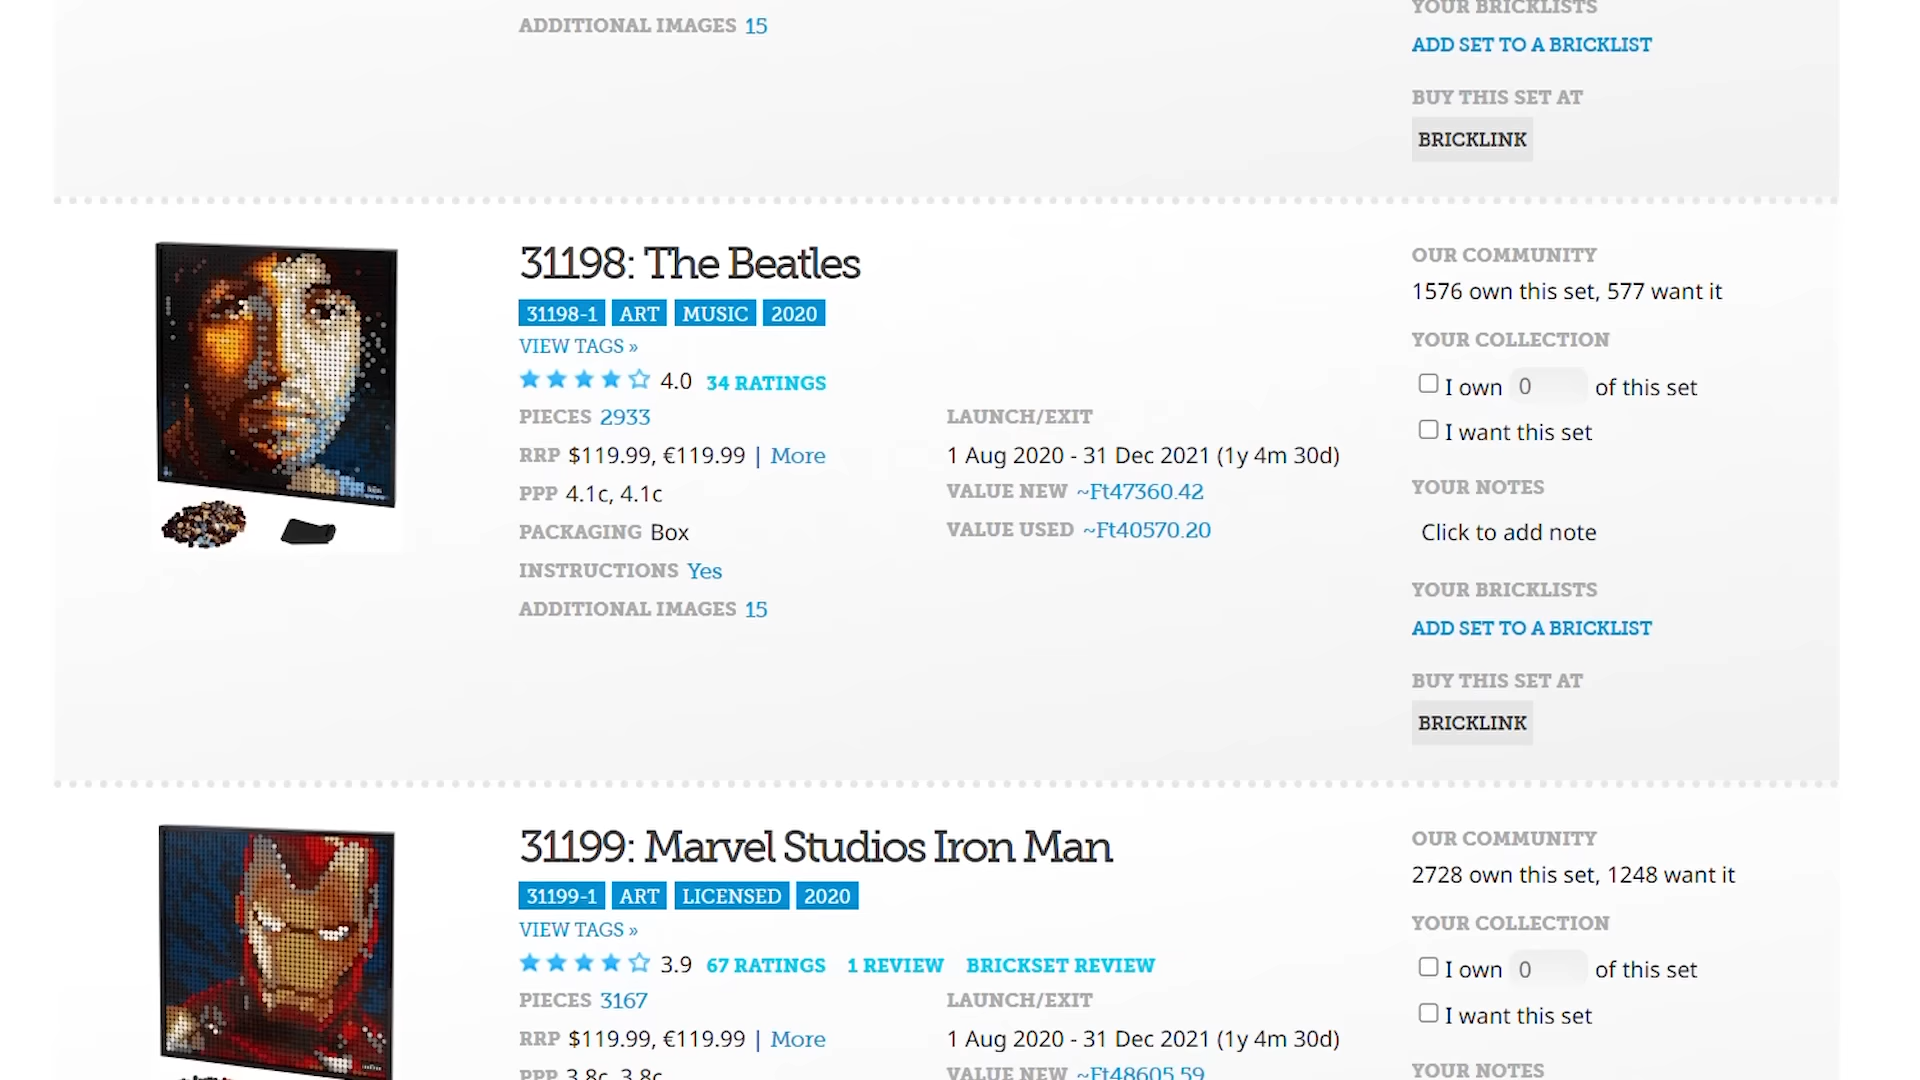 ADDITIONAL IMAGES 15
YOUR BRICKLISTS
ADD SET TO A BRICKLIST
BUY THIS SET AT
BRICKLINK
31198: The Beatles
31198-1 ART MUSIC 2020
VIEW TAGS »
4.0 34 RATINGS
PIECES 2933
RRP $119.99, €119.99 | More
PPP 4.1c, 4.1c
PACKAGING Box
INSTRUCTIONS Yes
ADDITIONAL IMAGES 15
LAUNCH/EXIT
1 Aug 2020 - 31 Dec 2021 (1y 4m 30d)
VALUE NEW ~Ft47360.42
VALUE USED ~Ft40570.20
OUR COMMUNITY
1576 own this set, 577 want it
YOUR COLLECTION
I own 0 of this set
I want this set
YOUR NOTES
Click to add note
YOUR BRICKLISTS
ADD SET TO A BRICKLIST
BUY THIS SET AT
BRICKLINK
31199: Marvel Studios Iron Man
31199-1 ART LICENSED 2020
VIEW TAGS »
3.9 67 RATINGS 1 REVIEW BRICKSET REVIEW
PIECES 3167
RRP $119.99, €119.99 | More
PPP 3.8c, 3.8c
LAUNCH/EXIT
1 Aug 2020 - 31 Dec 2021 (1y 4m 30d)
VALUE NEW ~Ft48605.59
OUR COMMUNITY
2728 own this set, 1248 want it
YOUR COLLECTION
I own 0 of this set
I want this set
YOUR NOTES